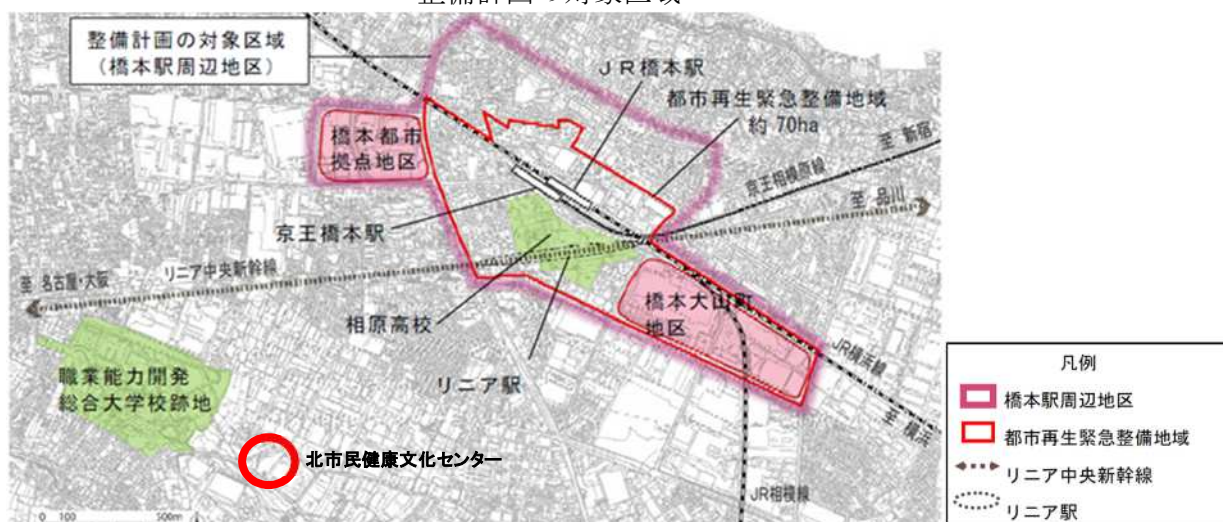 整備計画の対象区域
整備計画の対象区域
(橋本駅周辺地区)
JR橋本駅
都市再生緊急整備地域
約 70ha
至 新宿
京王相模原線
至 品川
橋本都市
拠点地区
京王橋本駅
リニア中央新幹線
至 名古屋・大阪
相原高校
橋本大山町
地区
リニア駅
JR横浜線
至 横浜
職業能力開発
総合大学校跡地
北市民健康文化センター
JR相模線
0 100 500m
凡例
橋本駅周辺地区
都市再生緊急整備地域
リニア中央新幹線
リニア駅